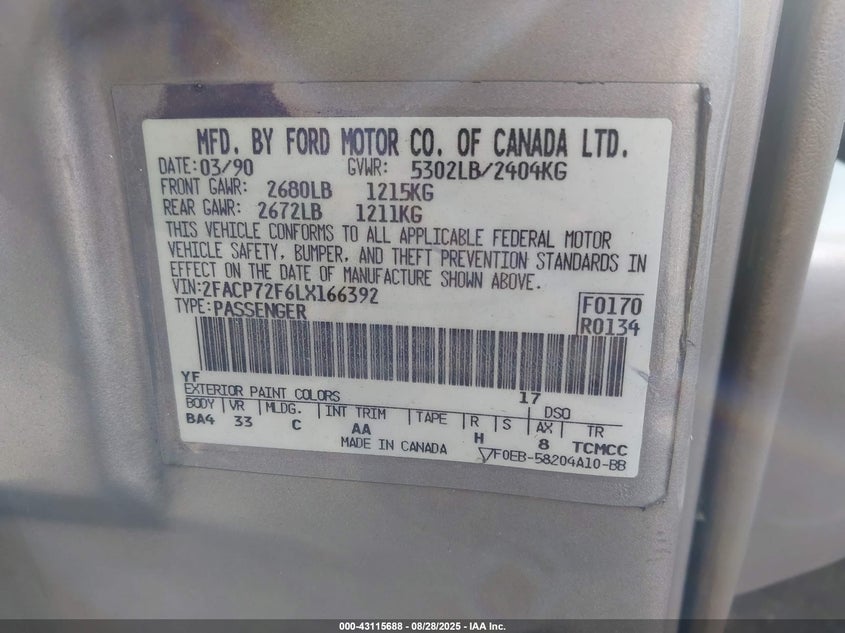 MFD. BY FORD MOTOR CO. OF CANADA LTD.
DATE: 03/90 GVWR: 5302LB/2404KG
FRONT GAWR: 2680LB 1215KG
REAR GAWR: 2672LB 1211KG
THIS VEHICLE CONFORMS TO ALL APPLICABLE FEDERAL MOTOR
VEHICLE SAFETY, BUMPER, AND THEFT PREVENTION STANDARDS IN
EFFECT ON THE DATE OF MANUFACTURE SHOWN ABOVE.
VIN: 2FACP72F6LX166392
TYPE: PASSENGER
F0170
R0134
YF 17
EXTERIOR PAINT COLORS DSO
BODY VR MLDG. INT TRIM TAPE R S AX TR
BA4 33 C AA H 8 TCMCC
MADE IN CANADA F0EB-58204A10-BB
000-43115688 | 08/28/2025 - IAA Inc.